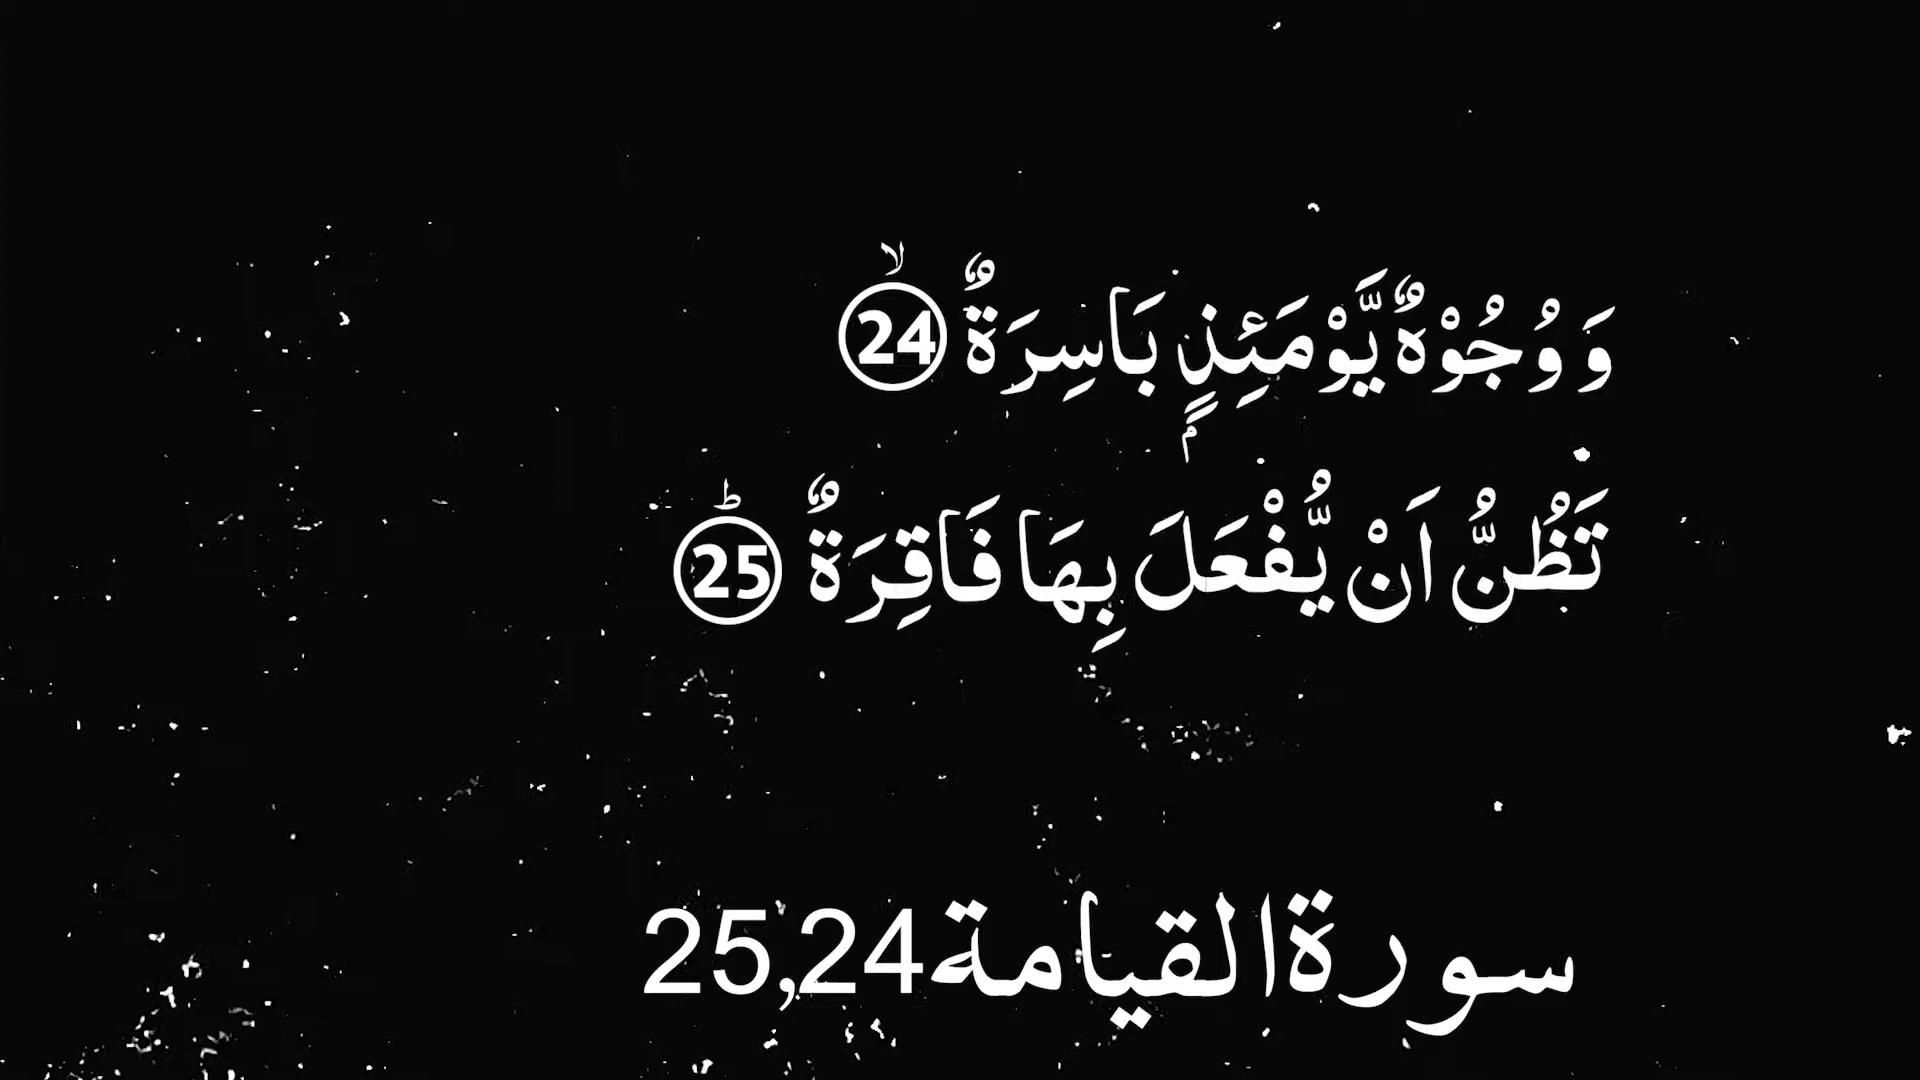 وَ وُجُوْهٌ یَّوْمَئِذٍۭ بَاسِرَةٌ ۙ 24
تَظُنُّ اَنْ یُّفْعَلَ بِهَا فَاقِرَةٌ ؕ 25
سورة القيامة 25,24